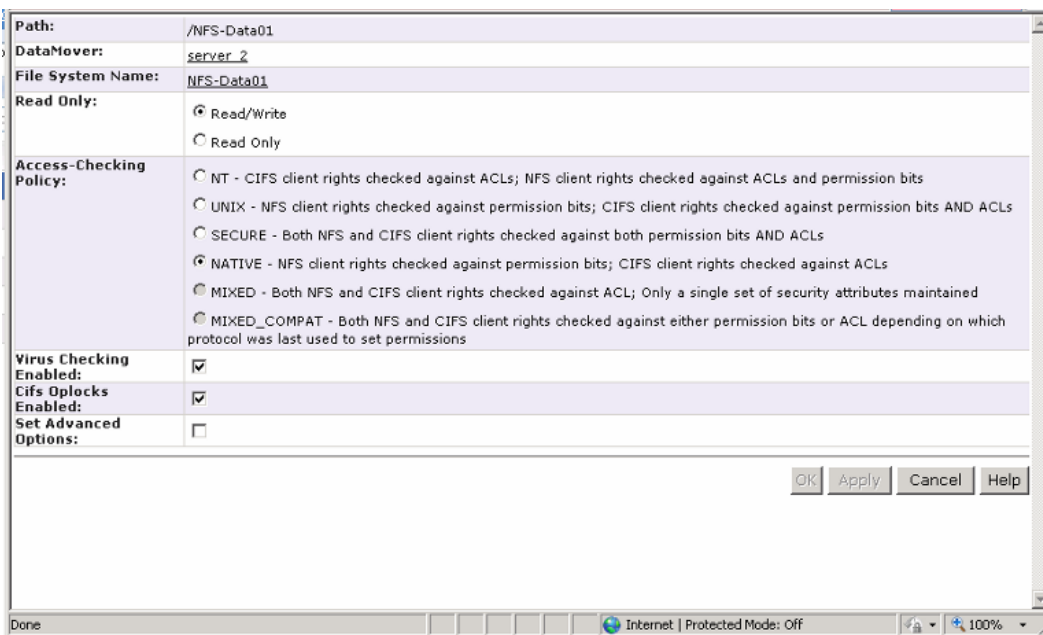 Path: /NFS-Data01
DataMover: server_2
File System Name: NFS-Data01
Read Only:
Read/Write
Read Only
Access-Checking
Policy:
NT - CIFS client rights checked against ACLs; NFS client rights checked against ACLs and permission bits
UNIX - NFS client rights checked against permission bits; CIFS client rights checked against permission bits AND ACLs
SECURE - Both NFS and CIFS client rights checked against both permission bits AND ACLs
NATIVE - NFS client rights checked against permission bits; CIFS client rights checked against ACLs
MIXED - Both NFS and CIFS client rights checked against ACL; Only a single set of security attributes maintained
MIXED_COMPAT - Both NFS and CIFS client rights checked against either permission bits or ACL depending on which
protocol was last used to set permissions
Virus Checking
Enabled:
Cifs Oplocks
Enabled:
Set Advanced
Options:
OK Apply Cancel Help
Done Internet | Protected Mode: Off 100%